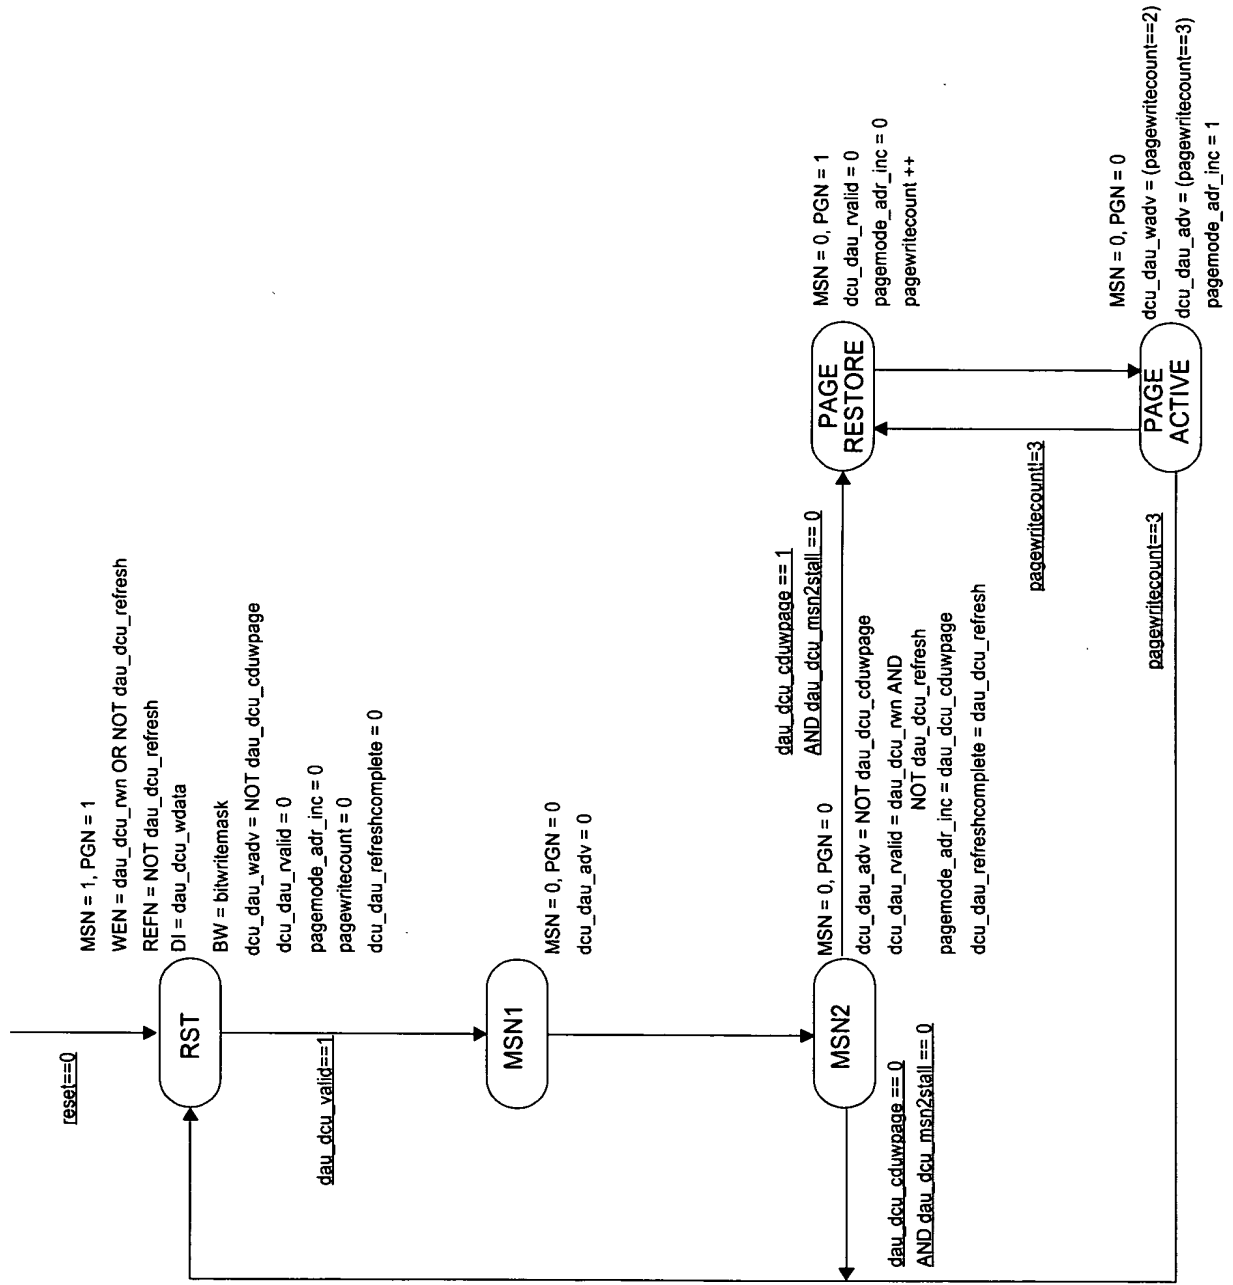 reset==0
RST
MSN = 1, PGN = 1
WEN = dau_dcu_rwn OR NOT dau_dcu_refresh
REFN = NOT dau_dcu_refresh
DI = dau_dcu_wdata
BW = bitwritemask
dcu_dau_wadv = NOT dau_dcu_cduwpage
dcu_dau_rvalid = 0
pagemode_adr_inc = 0
pagewritecount = 0
dcu_dau_refreshcomplete = 0
dau_dcu_valid==1
MSN1
MSN = 0, PGN = 0
dcu_dau_adv = 0
MSN2
MSN = 0, PGN = 0
dcu_dau_adv = NOT dau_dcu_cduwpage
dcu_dau_rvalid = dau_dcu_rwn AND
NOT dau_dcu_refresh
pagemode_adr_inc = dau_dcu_cduwpage
dcu_dau_refreshcomplete = dau_dcu_refresh
dau_dcu_cduwpage == 0
AND dau_dcu_msn2stall == 0
dau_dcu_cduwpage == 1
AND dau_dcu_msn2stall == 0
PAGE
RESTORE
MSN = 0, PGN = 1
dcu_dau_rvalid = 0
pagemode_adr_inc = 0
pagewritecount ++
pagewritecount!=3
pagewritecount==3
PAGE
ACTIVE
MSN = 0, PGN = 0
dcu_dau_wadv = (pagewritecount==2)
dcu_dau_adv = (pagewritecount==3)
pagemode_adr_inc = 1